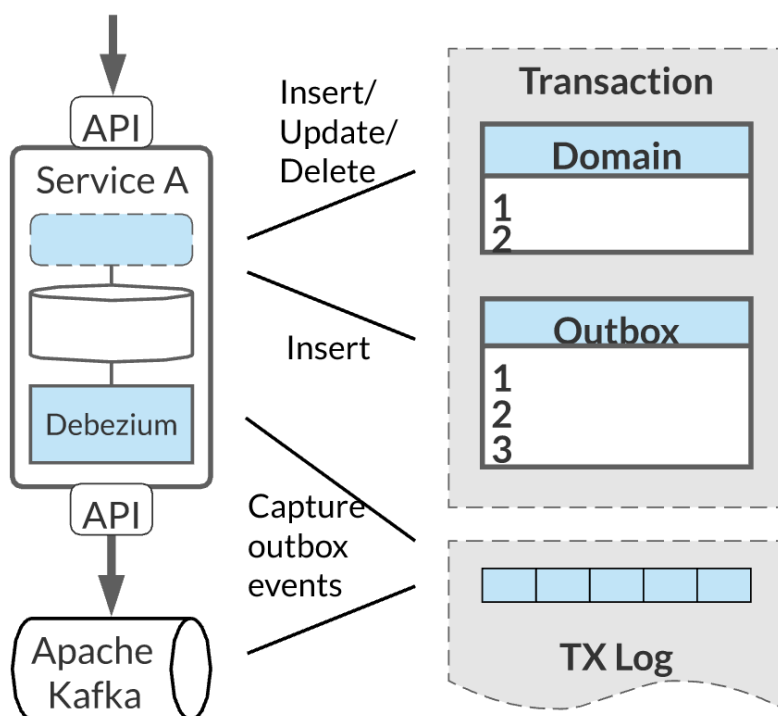 API
Service A
Debezium
API
Apache
Kafka
Insert/
Update/
Delete
Insert
Capture
outbox
events
Transaction
Domain
1
2
Outbox
1
2
3
TX Log